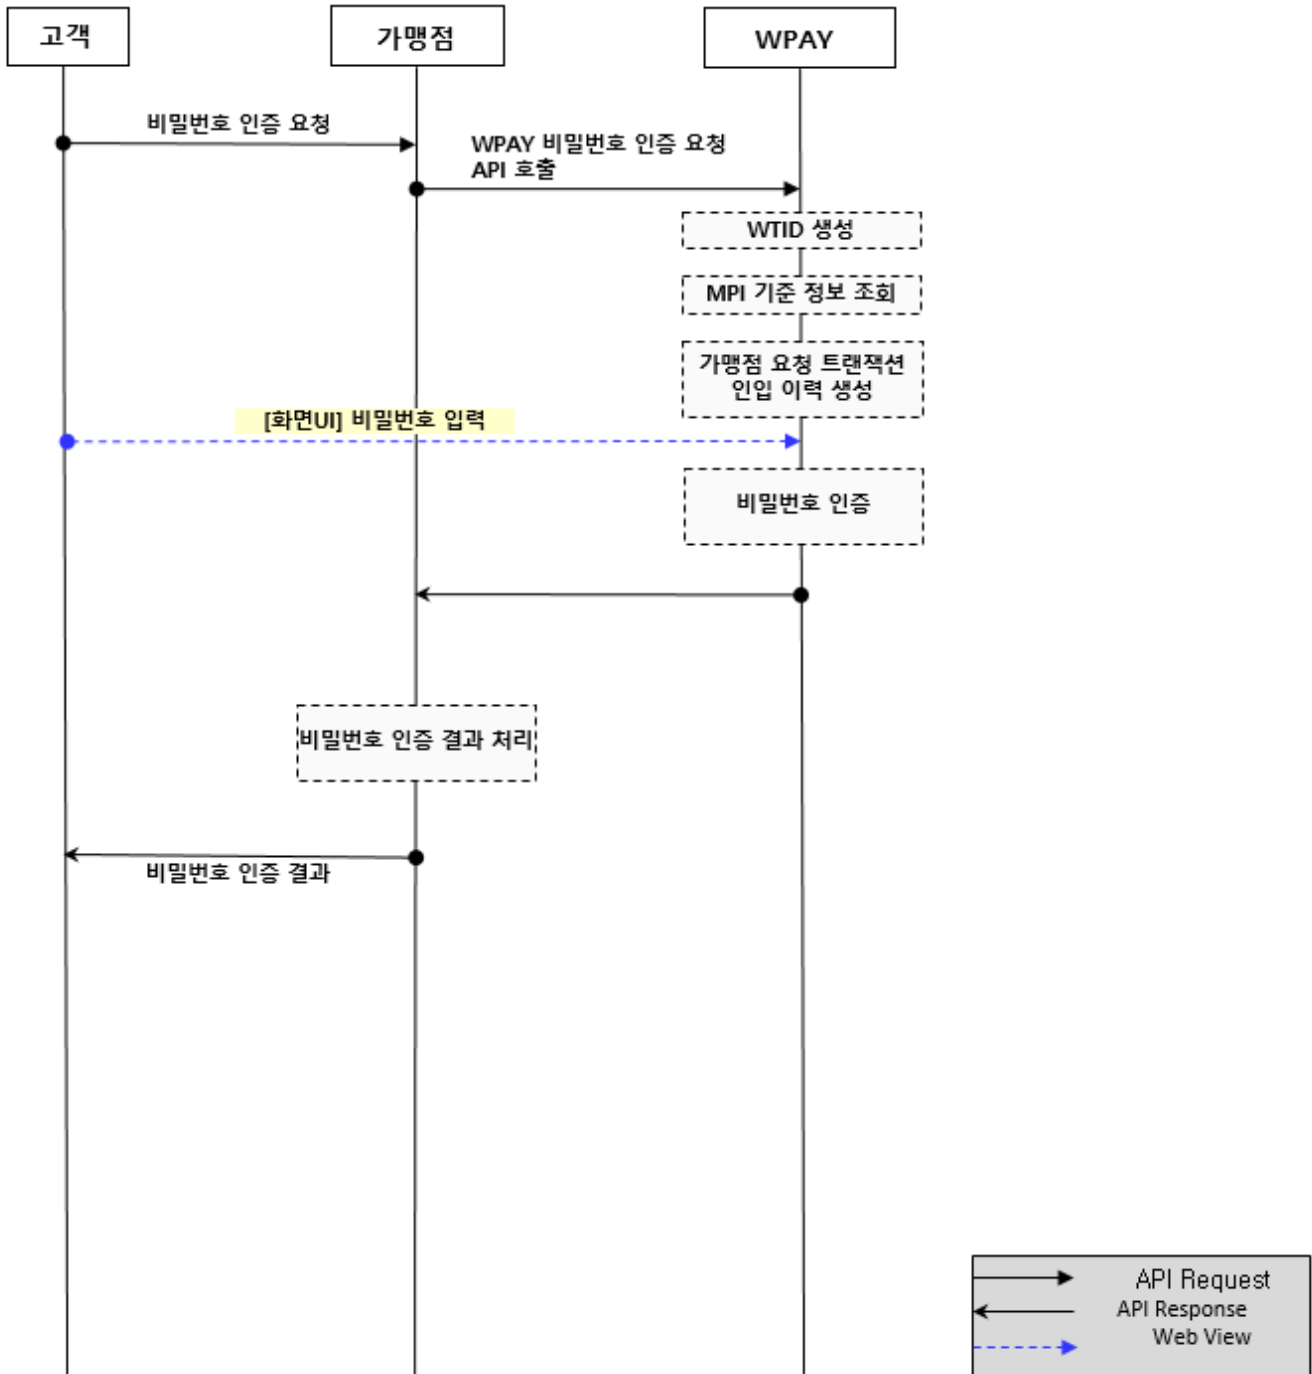 고객
가맹점
WPAY
비밀번호 인증 요청
WPAY 비밀번호 인증 요청
API 호출
WTID 생성
MPI 기준 정보 조회
가맹점 요청 트랜잭션
인입 이력 생성
[화면UI] 비밀번호 입력
비밀번호 인증
비밀번호 인증 결과 처리
비밀번호 인증 결과
API Request
API Response
Web View